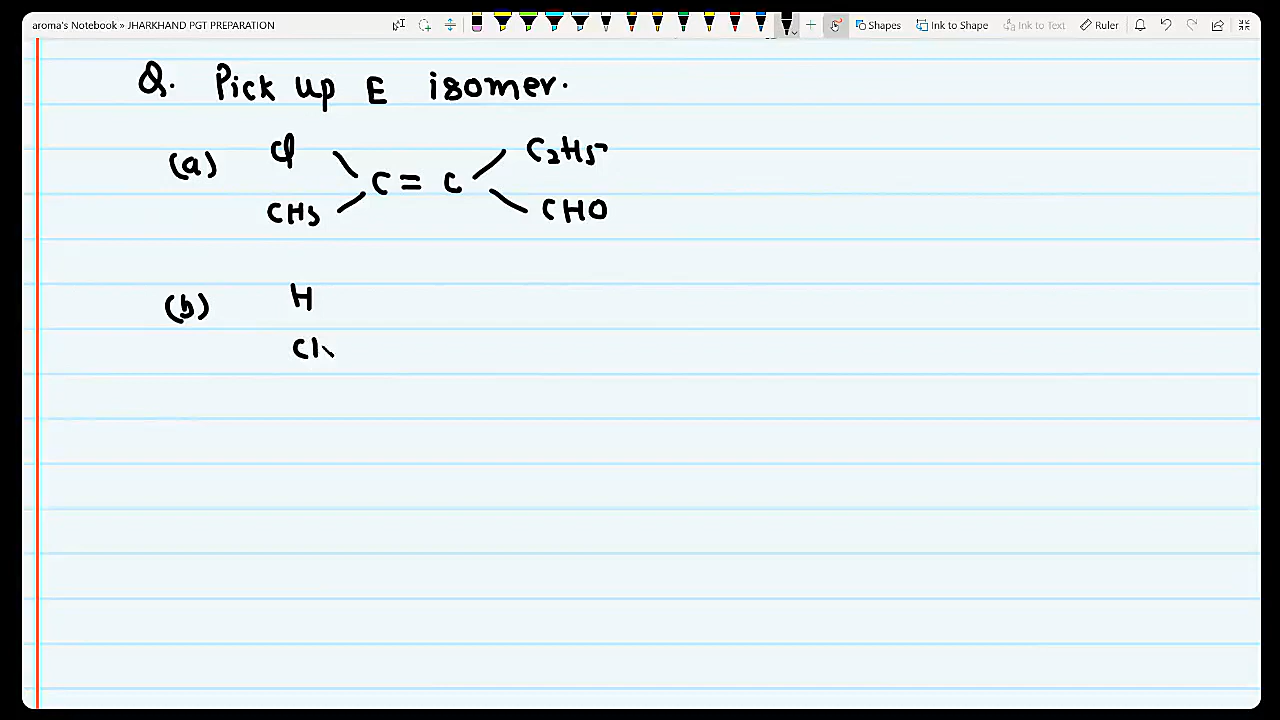 aroma's Notebook » JHARKHAND PGT PREPARATION Shapes Ink to Shape Ink to Text Ruler
Q. Pick up E isomer.
(a) Cl C2H5
C = C
CH3 CHO
(b) H
Cl